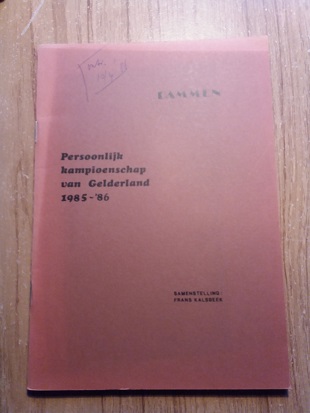 DAMMEN
Persoonlijk
kampioenschap
van Gelderland
1985-'86
SAMENSTELLING:
FRANS KALSBEEK